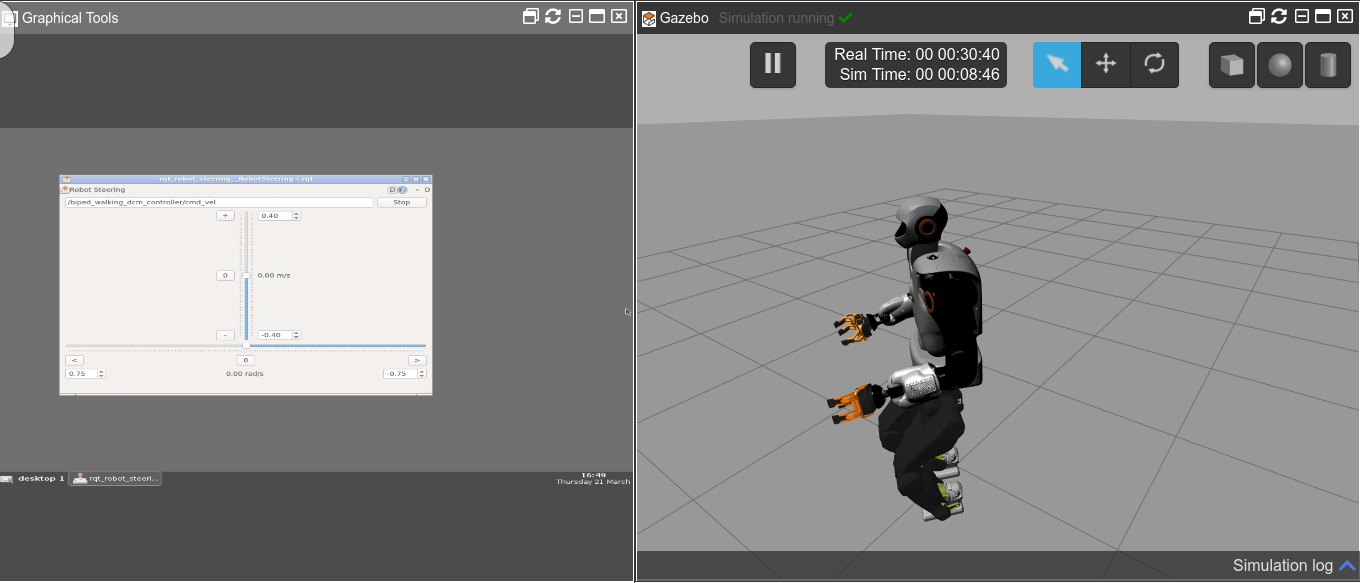 Graphical Tools
rqt_robot_steering__RobotSteering - rqt
Robot Steering
D
-
O
/biped_walking_dcm_controller/cmd_vel
Stop
+
0.40
0
0.00 m/s
-
-0.40
<
0
>
0.75
0.00 rad/s
-0.75
desktop 1
rqt_robot_steeri...
16:49
Thursday 21 March
Gazebo
Simulation running
Real Time: 00 00:30:40
Sim Time: 00 00:08:46
Simulation log